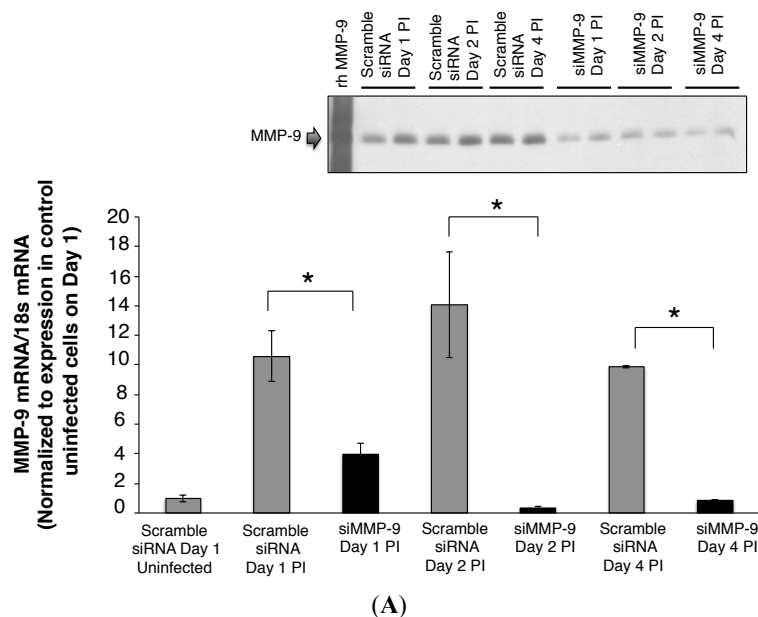 rh MMP-9
Scramble
siRNA
Day 1 PI
Scramble
siRNA
Day 2 PI
Scramble
siRNA
Day 4 PI
siMMP-9
Day 1 PI
siMMP-9
Day 2 PI
siMMP-9
Day 4 PI
MMP-9
MMP-9 mRNA/18s mRNA
(Normalized to expression in control
uninfected cells on Day 1)
20
18
16
14
12
10
8
6
4
2
0
*
*
*
Scramble
siRNA Day 1
Uninfected
Scramble
siRNA
Day 1 PI
siMMP-9
Day 1 PI
Scramble
siRNA
Day 2 PI
siMMP-9
Day 2 PI
Scramble
siRNA
Day 4 PI
siMMP-9
Day 4 PI
(A)